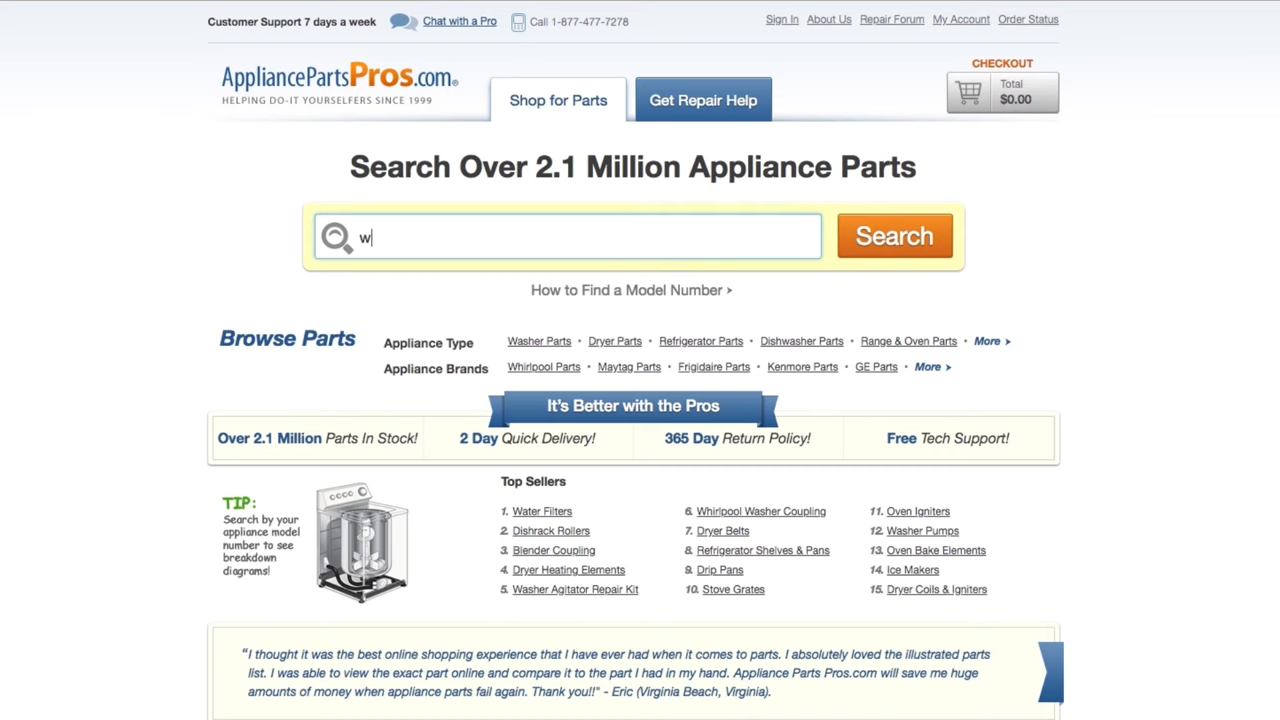 Customer Support 7 days a week Chat with a Pro Call 1-877-477-7278 Sign In About Us Repair Forum My Account Order Status
CHECKOUT
AppliancePartsPros.com®
HELPING DO-IT YOURSELFERS SINCE 1999
Shop for Parts Get Repair Help
Total
$0.00
Search Over 2.1 Million Appliance Parts
w Search
How to Find a Model Number
Browse Parts
Appliance Type Washer Parts • Dryer Parts • Refrigerator Parts • Dishwasher Parts • Range & Oven Parts • More
Appliance Brands Whirlpool Parts • Maytag Parts • Frigidaire Parts • Kenmore Parts • GE Parts • More
It's Better with the Pros
Over 2.1 Million Parts In Stock! 2 Day Quick Delivery! 365 Day Return Policy! Free Tech Support!
TIP:
Search by your
appliance model
number to see
breakdown
diagrams!
Top Sellers
1. Water Filters
2. Dishrack Rollers
3. Blender Coupling
4. Dryer Heating Elements
5. Washer Agitator Repair Kit
6. Whirlpool Washer Coupling
7. Dryer Belts
8. Refrigerator Shelves & Pans
9. Drip Pans
10. Stove Grates
11. Oven Igniters
12. Washer Pumps
13. Oven Bake Elements
14. Ice Makers
15. Dryer Coils & Igniters
"I thought it was the best online shopping experience that I have ever had when it comes to parts. I absolutely loved the illustrated parts
list. I was able to view the exact part online and compare it to the part I had in my hand. Appliance Parts Pros.com will save me huge
amounts of money when appliance parts fail again. Thank you!!" - Eric (Virginia Beach, Virginia).